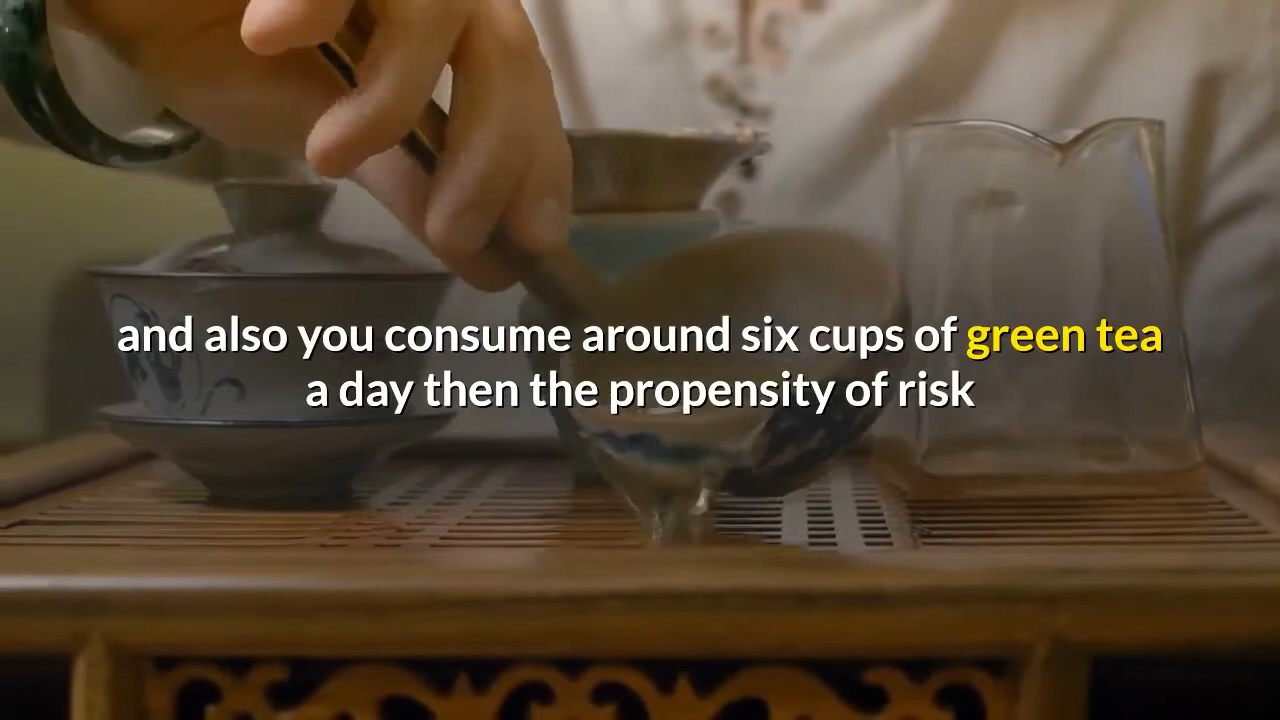 and also you consume around six cups of green tea
a day then the propensity of risk